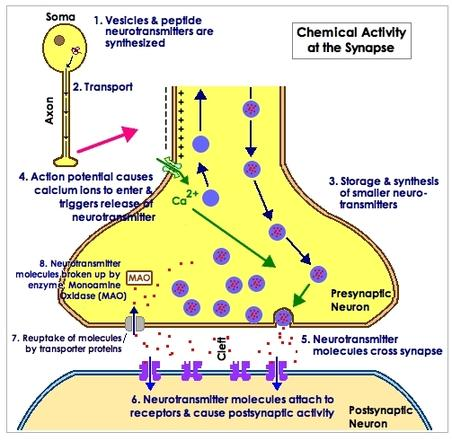 Soma
1. Vesicles & peptide
neurotransmitters are
synthesized
Chemical Activity
at the Synapse
2. Transport
Axon
4. Action potential causes
calcium ions to enter &
triggers release of
neurotransmitter
Ca2+
3. Storage & synthesis
of smaller neuro-
transmitters
8. Neurotransmitter
molecules broken up by
enzyme, Monoamine
Oxidase (MAO)
MAO
Presynaptic
Neuron
7. Reuptake of molecules
by transporter proteins
Cleft
5. Neurotransmitter
molecules cross synapse
6. Neurotransmitter molecules attach to
receptors & cause postsynaptic activity
Postsynaptic
Neuron